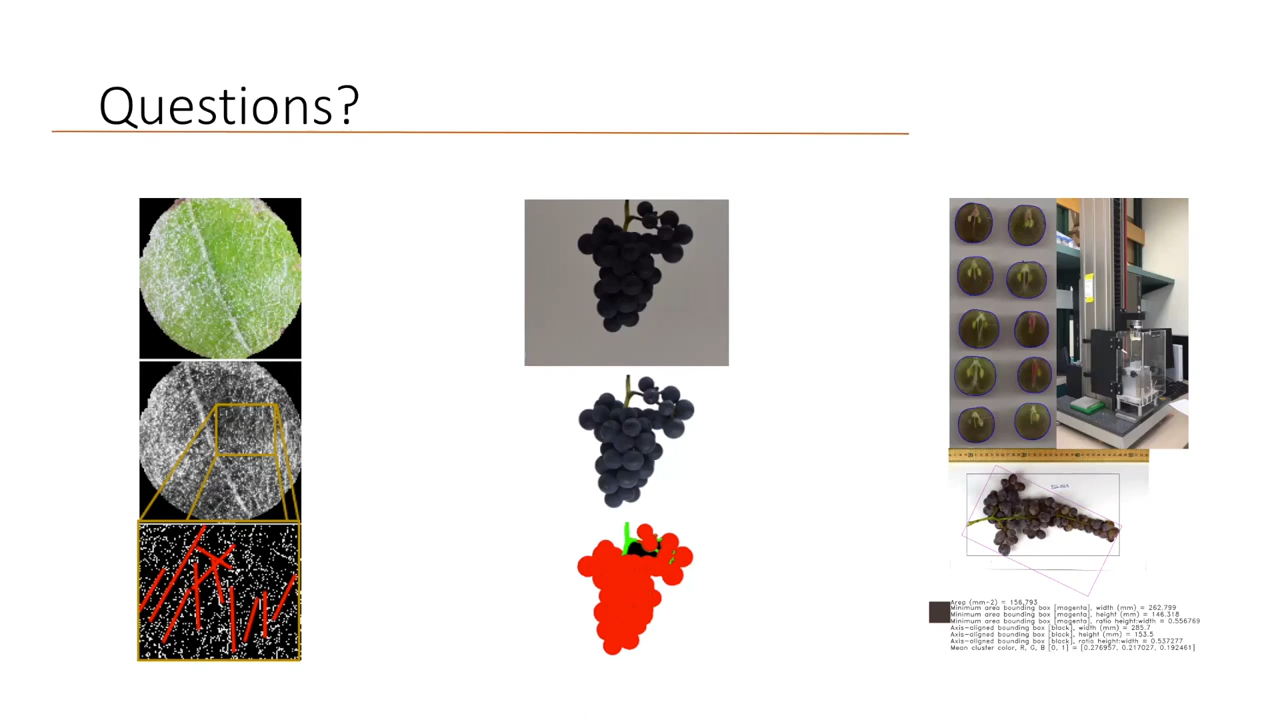 Questions?
Area (mm-2) = 156,793
Minimum area bounding box [magenta], width (mm) = 262.799
Minimum area bounding box [magenta], height (mm) = 146.318
Minimum area bounding box [magenta], ratio height:width = 0.556769
Axis-aligned bounding box [black], width (mm) = 285.7
Axis-aligned bounding box [black], height (mm) = 153.5
Axis-aligned bounding box [black], ratio height:width = 0.537277
Mean cluster color, R, G, B [0, 1] = [0.276957, 0.217027, 0.192461]